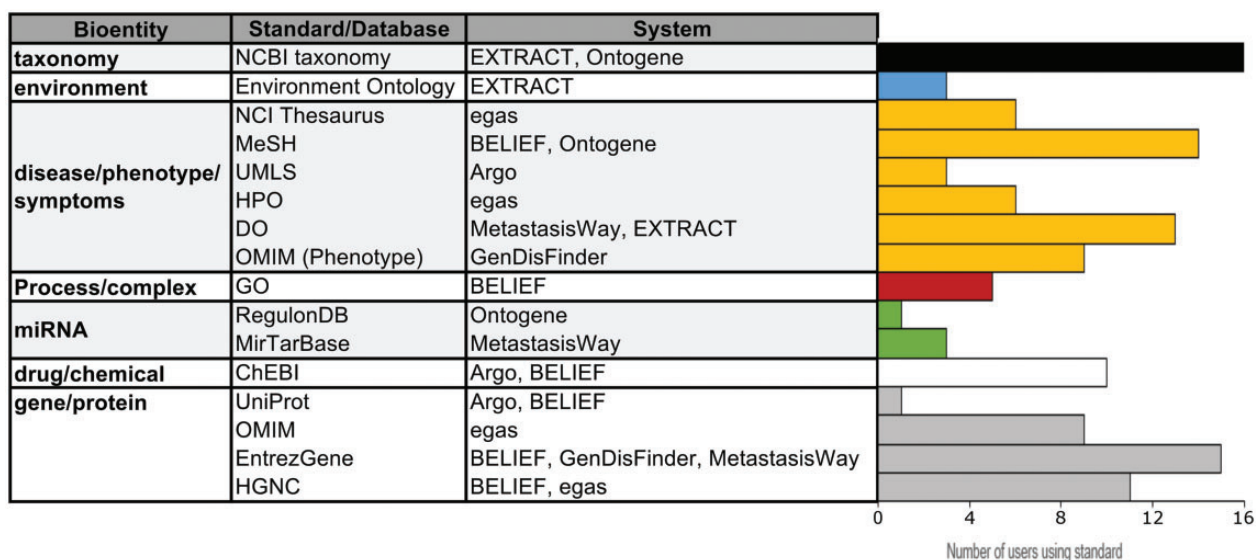 Bioentity Standard/Database System
taxonomy NCBI taxonomy EXTRACT, Ontogene
environment Environment Ontology EXTRACT
NCI Thesaurus egas
MeSH BELIEF, Ontogene
disease/phenotype/ UMLS Argo
symptoms HPO egas
DO MetastasisWay, EXTRACT
OMIM (Phenotype) GenDisFinder
Process/complex GO BELIEF
miRNA RegulonDB Ontogene
MirTarBase MetastasisWay
drug/chemical ChEBI Argo, BELIEF
gene/protein UniProt Argo, BELIEF
OMIM egas
EntrezGene BELIEF, GenDisFinder, MetastasisWay
HGNC BELIEF, egas
0 4 8 12 16
Number of users using standard